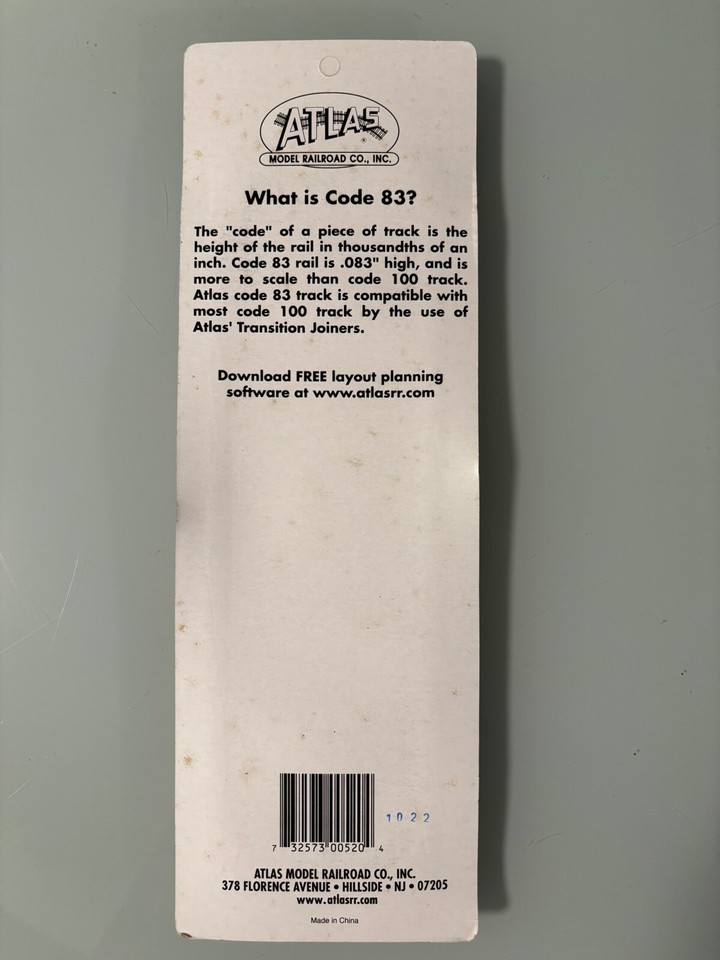 ATLAS
®
MODEL RAILROAD CO., INC.
What is Code 83?
The "code" of a piece of track is the
height of the rail in thousandths of an
inch. Code 83 rail is .083" high, and is
more to scale than code 100 track.
Atlas code 83 track is compatible with
most code 100 track by the use of
Atlas' Transition Joiners.
Download FREE layout planning
software at www.atlasrr.com
1022
7 32573 00520 4
ATLAS MODEL RAILROAD CO., INC.
378 FLORENCE AVENUE • HILLSIDE • NJ • 07205
www.atlasrr.com
Made in China